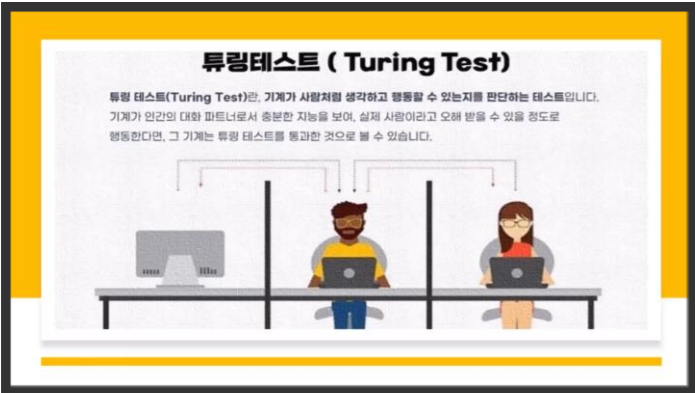 튜링테스트 ( Turing Test)
튜링 테스트(Turing Test)란, 기계가 사람처럼 생각하고 행동할 수 있는지를 판단하는 테스트입니다.
기계가 인간의 대화 파트너로서 충분한 지능을 보여, 실제 사람이라고 오해 받을 수 있을 정도로
행동한다면, 그 기계는 튜링 테스트를 통과한 것으로 볼 수 있습니다.